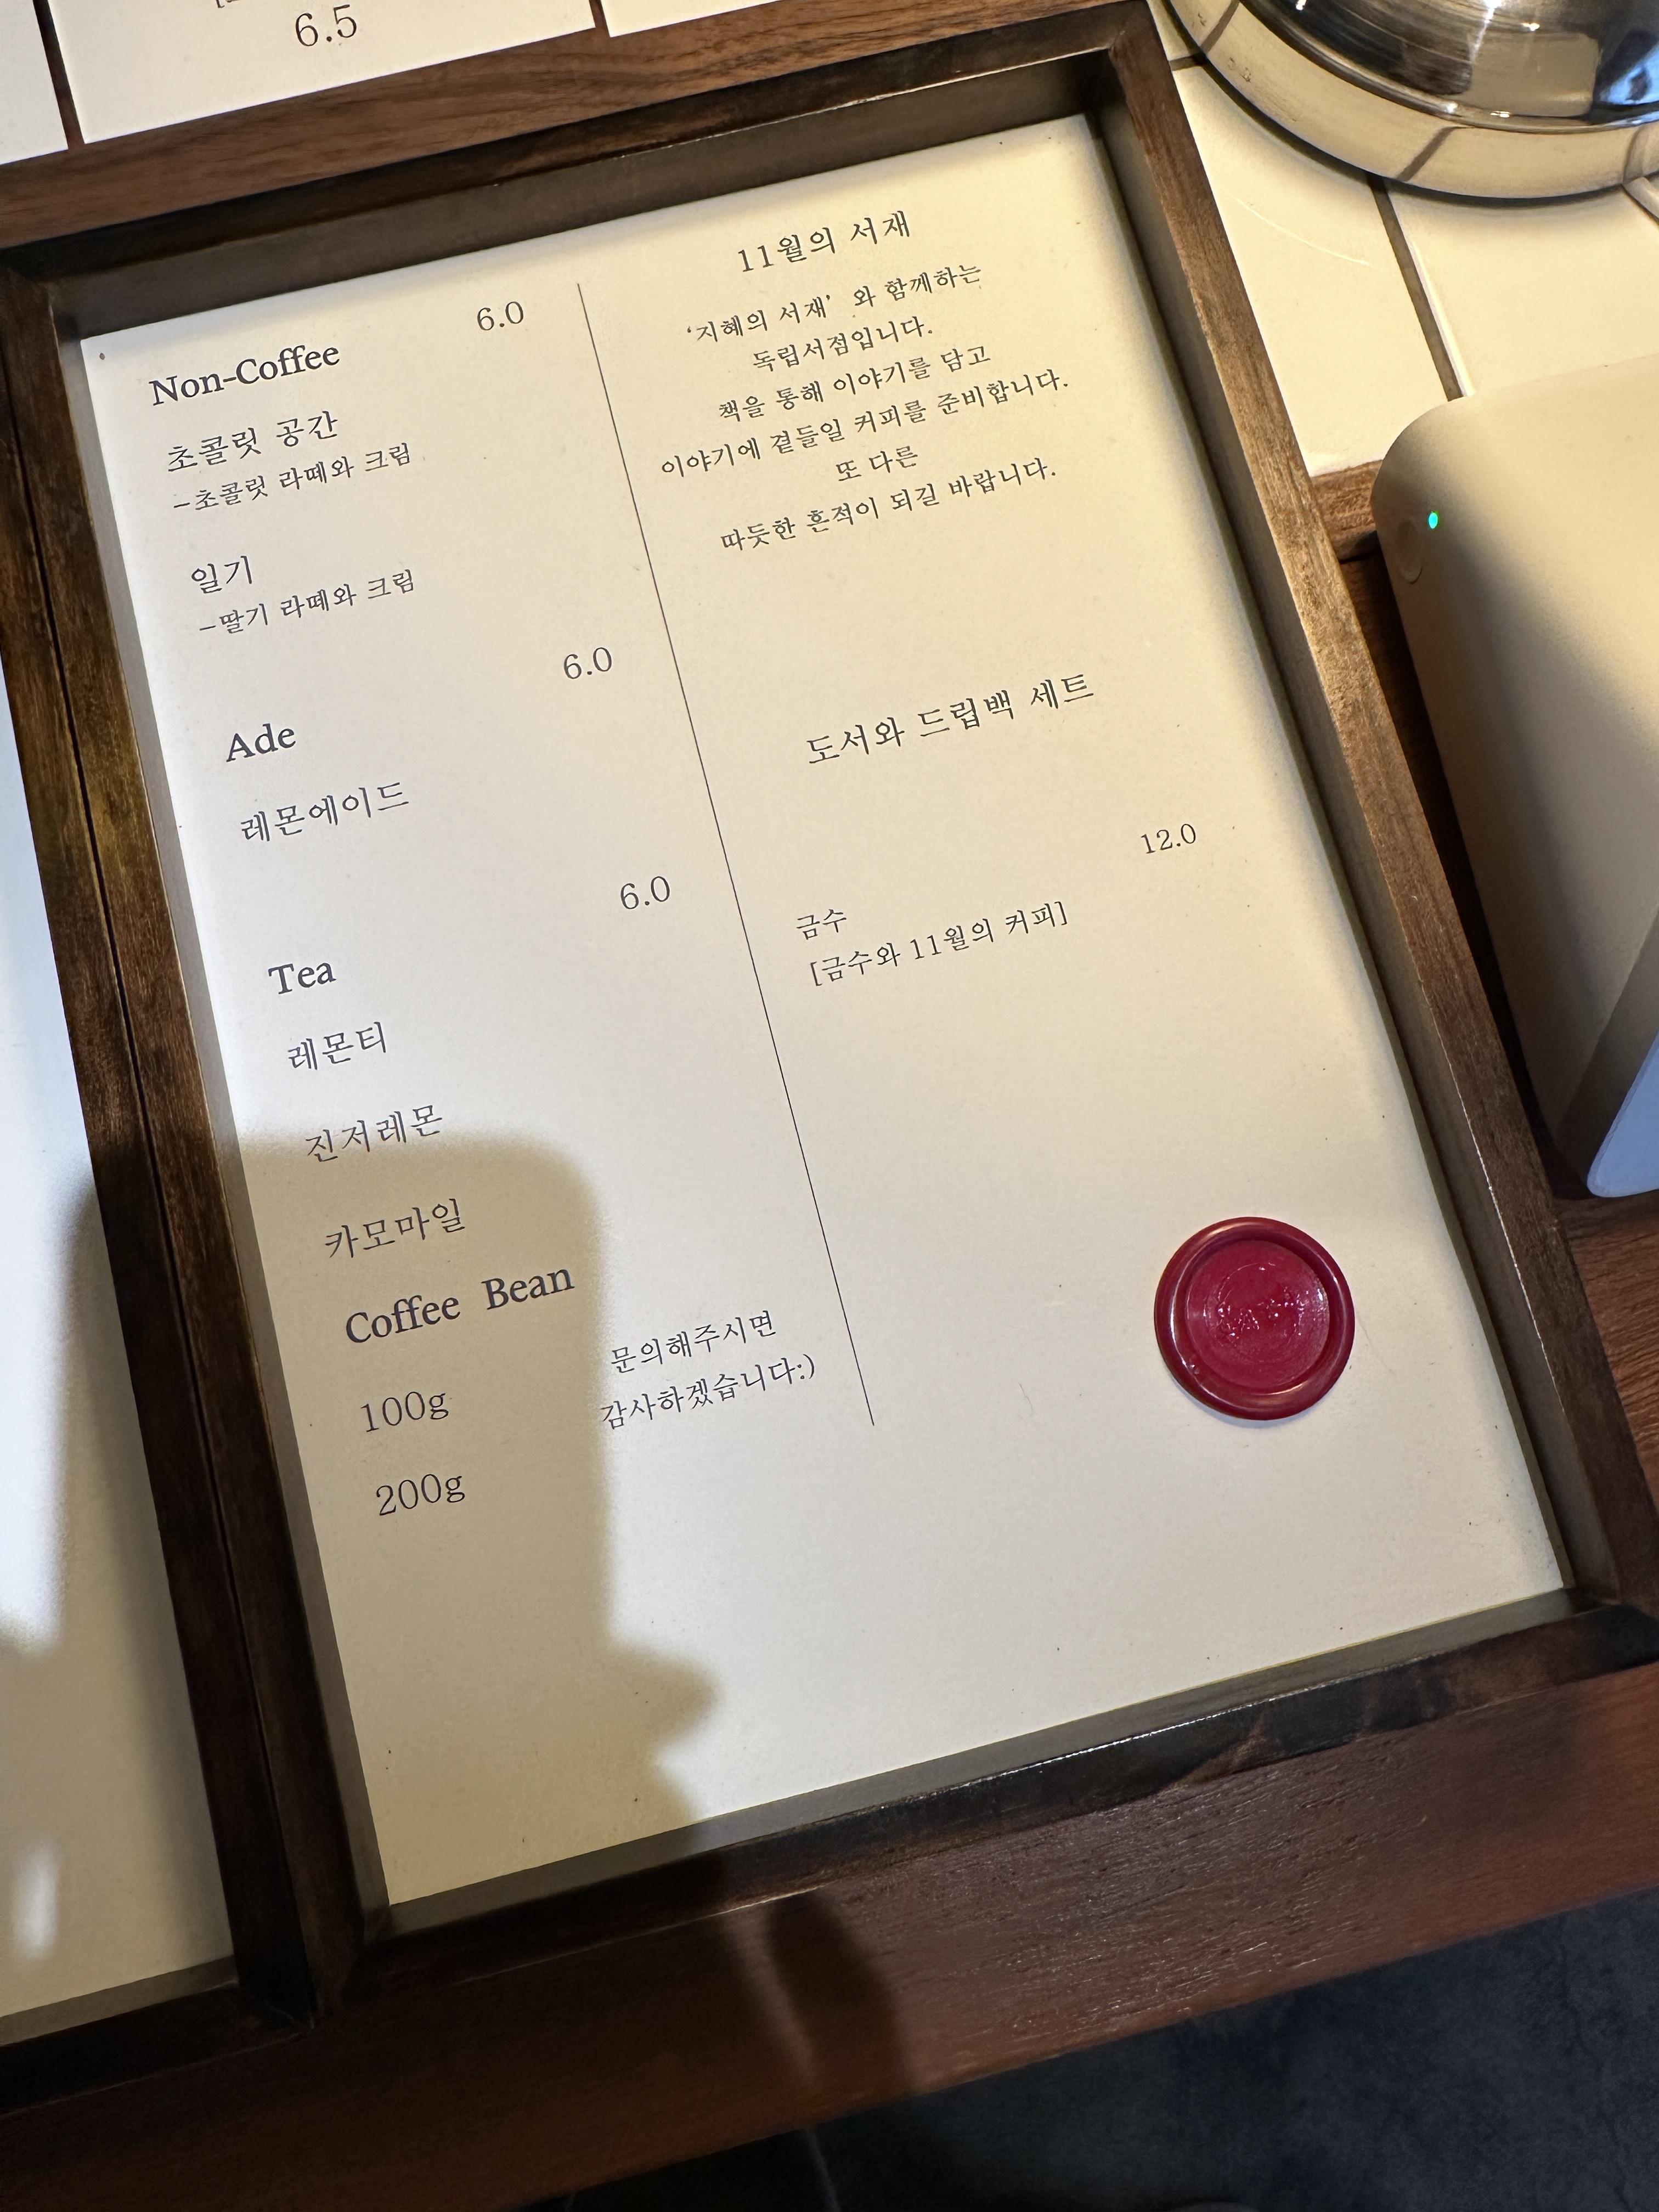 6.5
Non-Coffee 6.0
초콜릿 공간
-초콜릿 라떼와 크림
일기
-딸기 라떼와 크림
Ade 6.0
레몬에이드
Tea 6.0
레몬티
진저레몬
카모마일
Coffee Bean
100g
200g
문의해주시면
감사하겠습니다:)
11월의 서재
‘지혜의 서재’ 와 함께하는
독립서점입니다.
책을 통해 이야기를 담고
이야기에 곁들일 커피를 준비합니다.
또 다른
따듯한 흔적이 되길 바랍니다.
도서와 드립백 세트
12.0
금수
[금수와 11월의 커피]